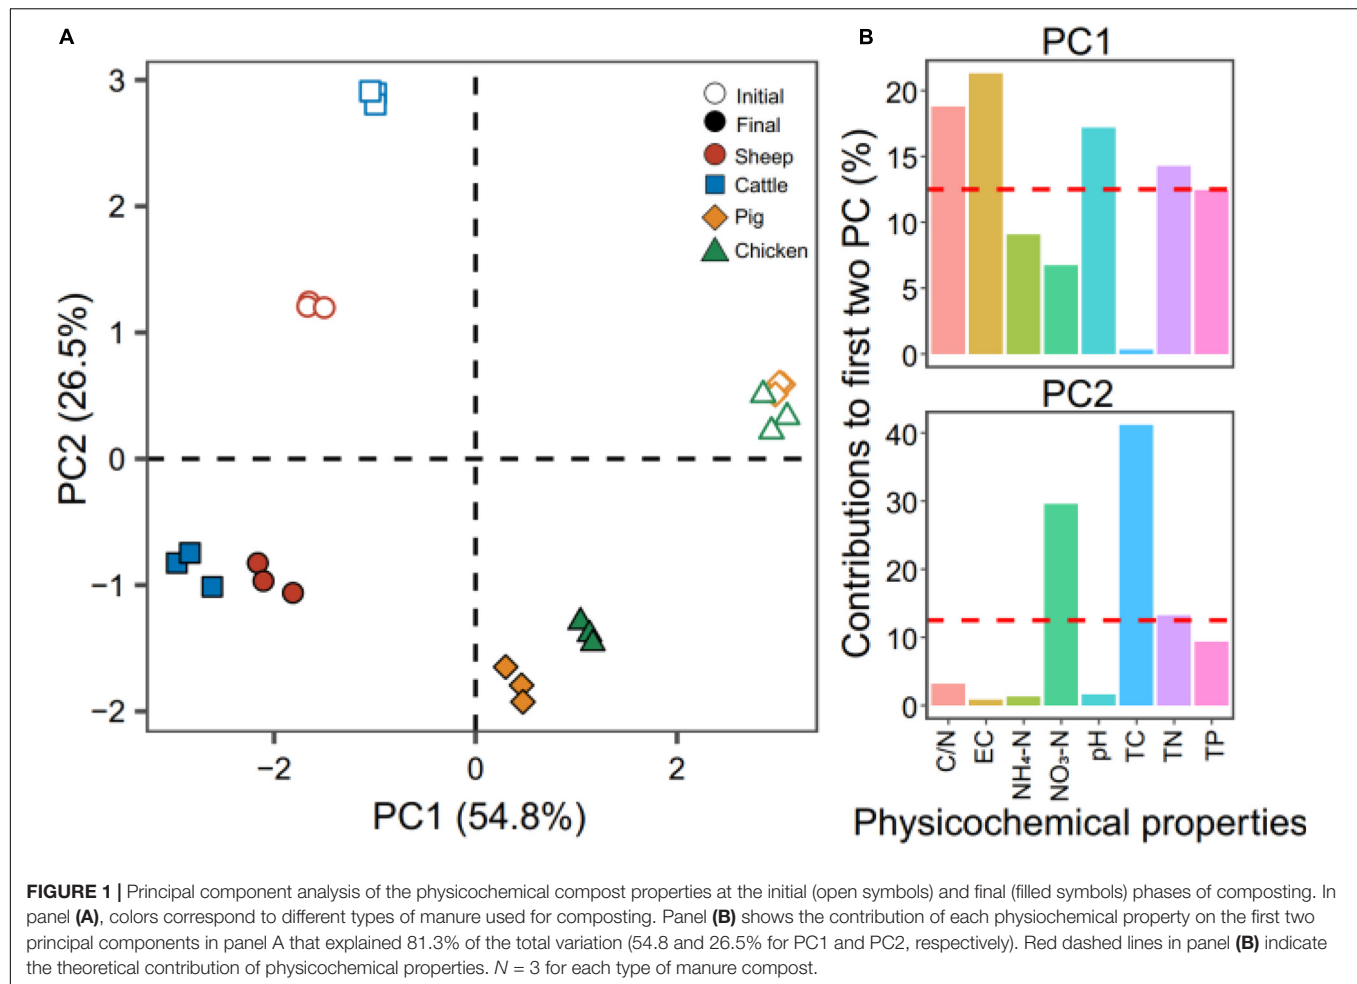 A
3
2
1
0
−1
−2
−2
0
2
PC2 (26.5%)
PC1 (54.8%)
Initial
Final
Sheep
Cattle
Pig
Chicken
B
PC1
20
15
10
5
0
PC2
40
30
20
10
0
Contributions to first two PC (%)
C/N
EC
NH₄-N
NO₃-N
pH
TC
TN
TP
Physicochemical properties
FIGURE 1 | Principal component analysis of the physicochemical compost properties at the initial (open symbols) and final (filled symbols) phases of composting. In
panel (A), colors correspond to different types of manure used for composting. Panel (B) shows the contribution of each physiochemical property on the first two
principal components in panel A that explained 81.3% of the total variation (54.8 and 26.5% for PC1 and PC2, respectively). Red dashed lines in panel (B) indicate
the theoretical contribution of physicochemical properties. N = 3 for each type of manure compost.